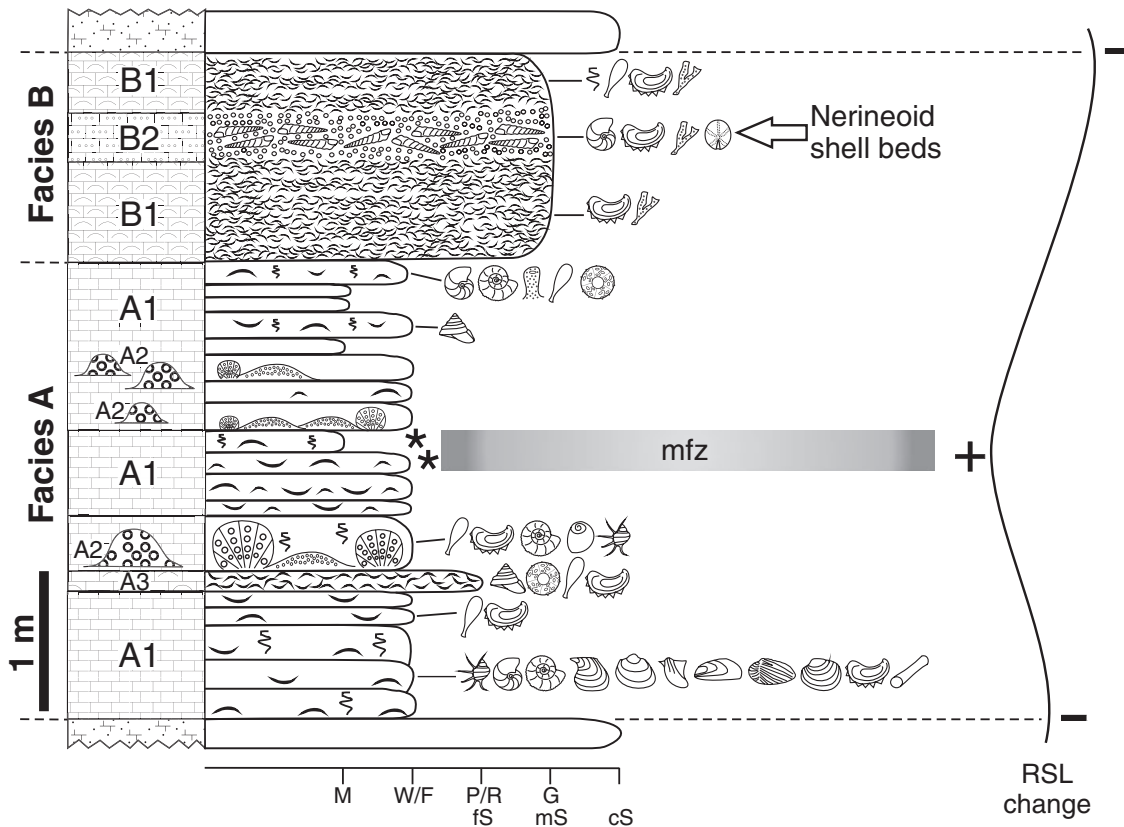 Facies B
B1
B2
B1
Nerineoid
shell beds
Facies A
A1
A2
A2
A1
A2
A3
A1
1 m
* 
*
mfz
+
–
–
M
W/F
P/R
fS
G
mS
cS
RSL
change